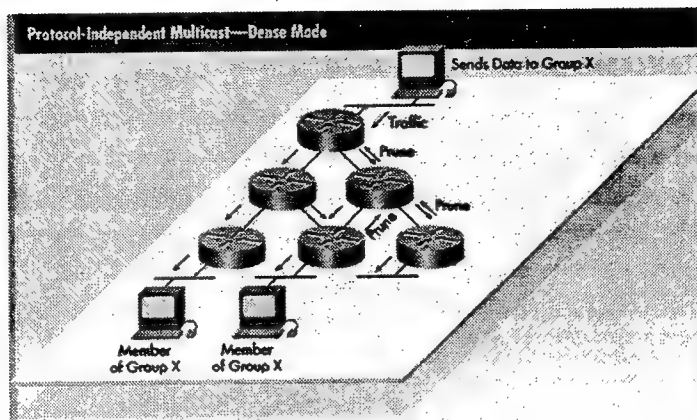 Protocol-Independent Multicast—Dense Mode
Sends Data to Group X
Traffic
Prune
Prune
Prune
Member
of Group X
Member
of Group X